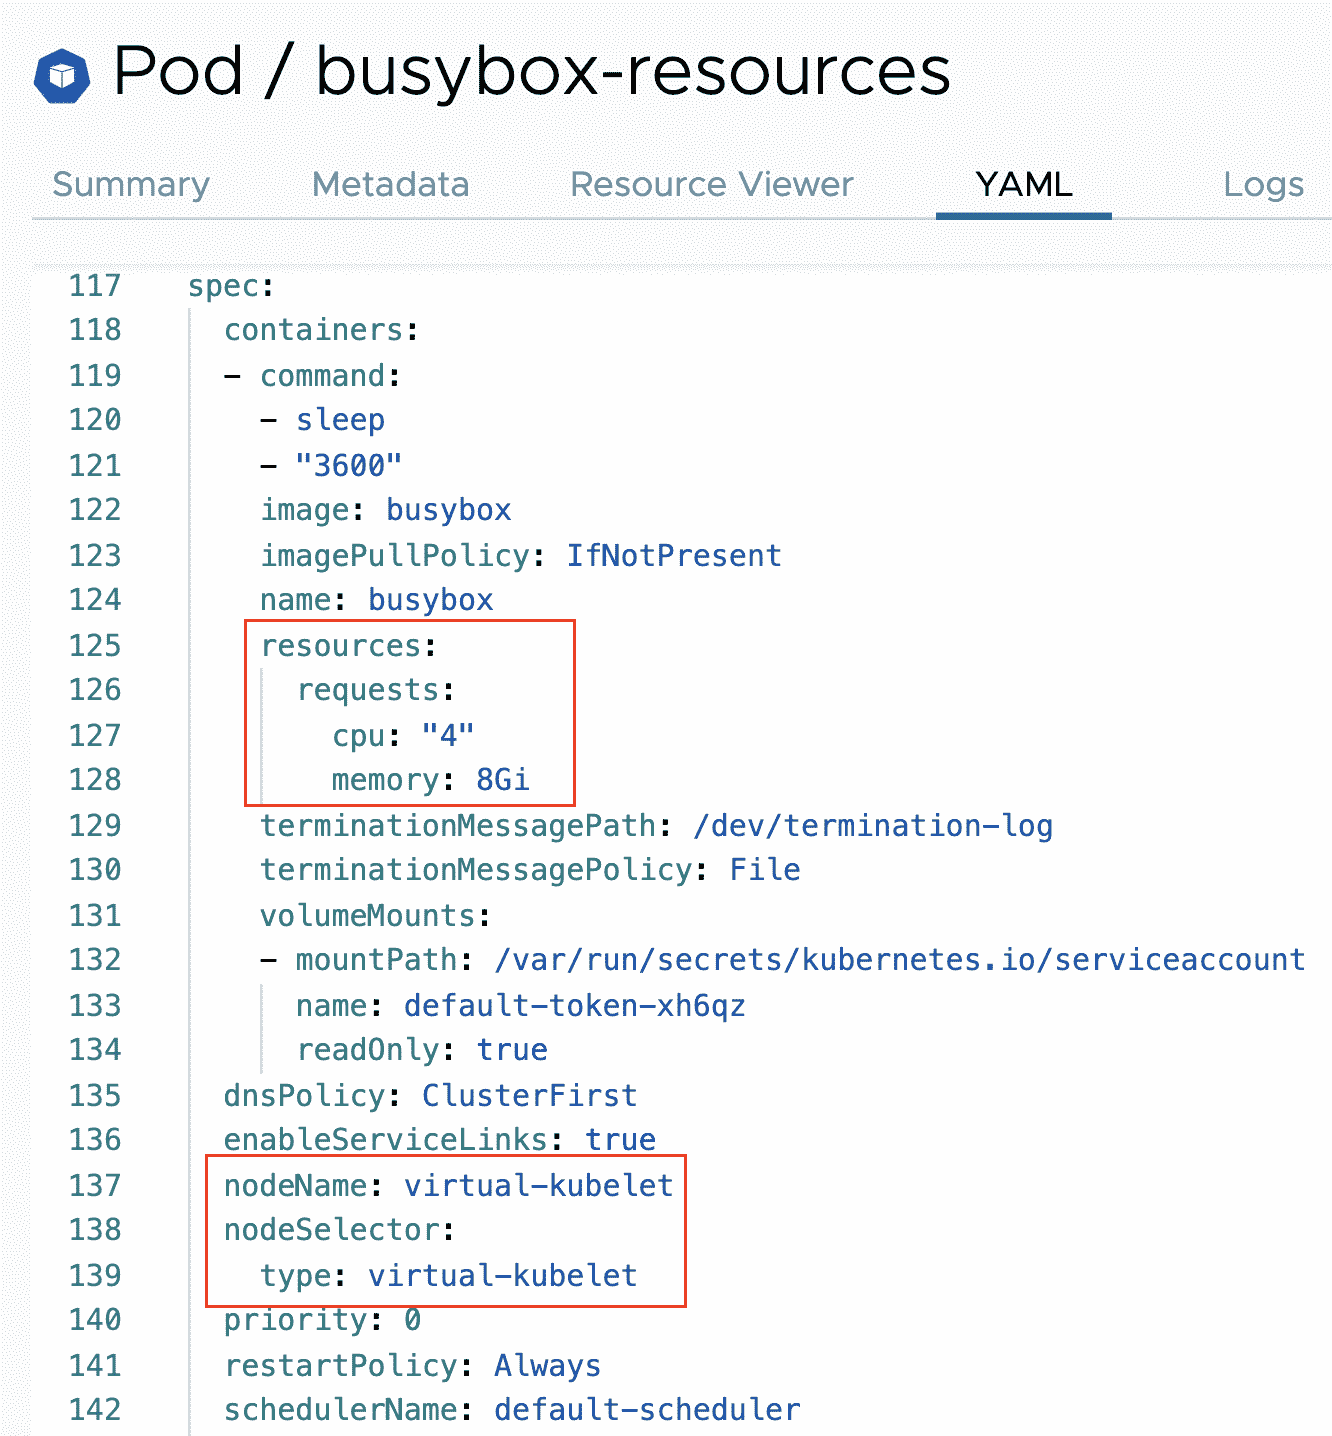 Pod / busybox-resources
Summary Metadata Resource Viewer YAML Logs
117 spec:
118 containers:
119 - command:
120 - sleep
121 - "3600"
122 image: busybox
123 imagePullPolicy: IfNotPresent
124 name: busybox
125 resources:
126 requests:
127 cpu: "4"
128 memory: 8Gi
129 terminationMessagePath: /dev/termination-log
130 terminationMessagePolicy: File
131 volumeMounts:
132 - mountPath: /var/run/secrets/kubernetes.io/serviceaccount
133 name: default-token-xh6qz
134 readOnly: true
135 dnsPolicy: ClusterFirst
136 enableServiceLinks: true
137 nodeName: virtual-kubelet
138 nodeSelector:
139 type: virtual-kubelet
140 priority: 0
141 restartPolicy: Always
142 schedulerName: default-scheduler